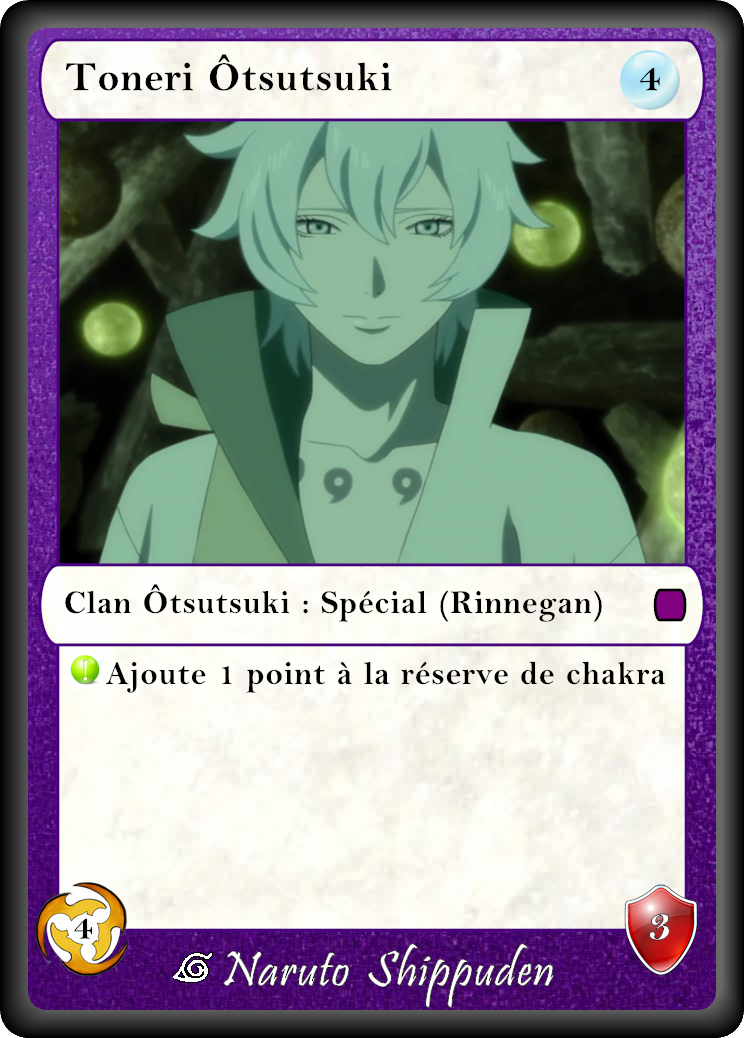 Toneri Ôtsutsuki
4
Clan Ôtsutsuki : Spécial (Rinnegan)
! Ajoute 1 point à la réserve de chakra
4
3
Naruto Shippuden